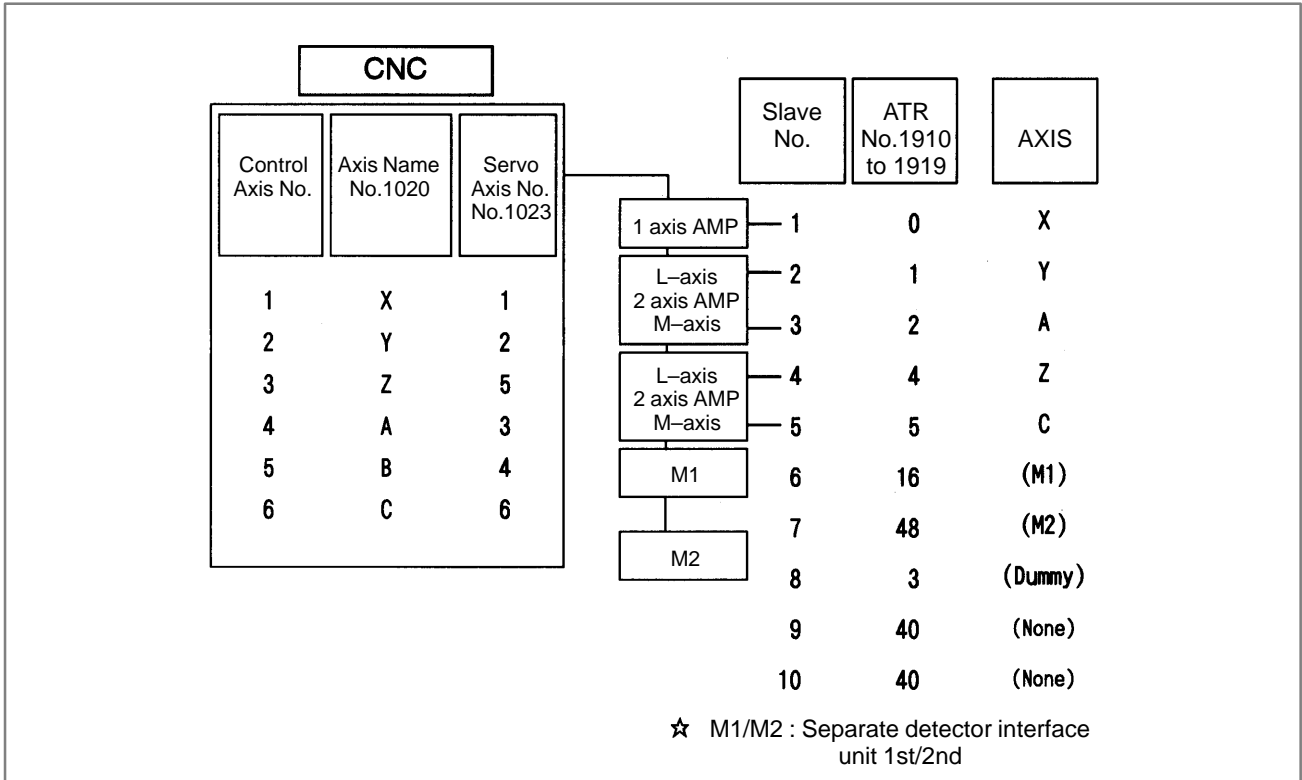 CNC
Control Axis No.
Axis Name No.1020
Servo Axis No. No.1023
1 X 1
2 Y 2
3 Z 5
4 A 3
5 B 4
6 C 6
1 axis AMP
L–axis
2 axis AMP
M–axis
L–axis
2 axis AMP
M–axis
M1
M2
Slave No.
ATR No.1910 to 1919
AXIS
1 0 X
2 1 Y
3 2 A
4 4 Z
5 5 C
6 16 (M1)
7 48 (M2)
8 3 (Dummy)
9 40 (None)
10 40 (None)
☆ M1/M2 : Separate detector interface
unit 1st/2nd